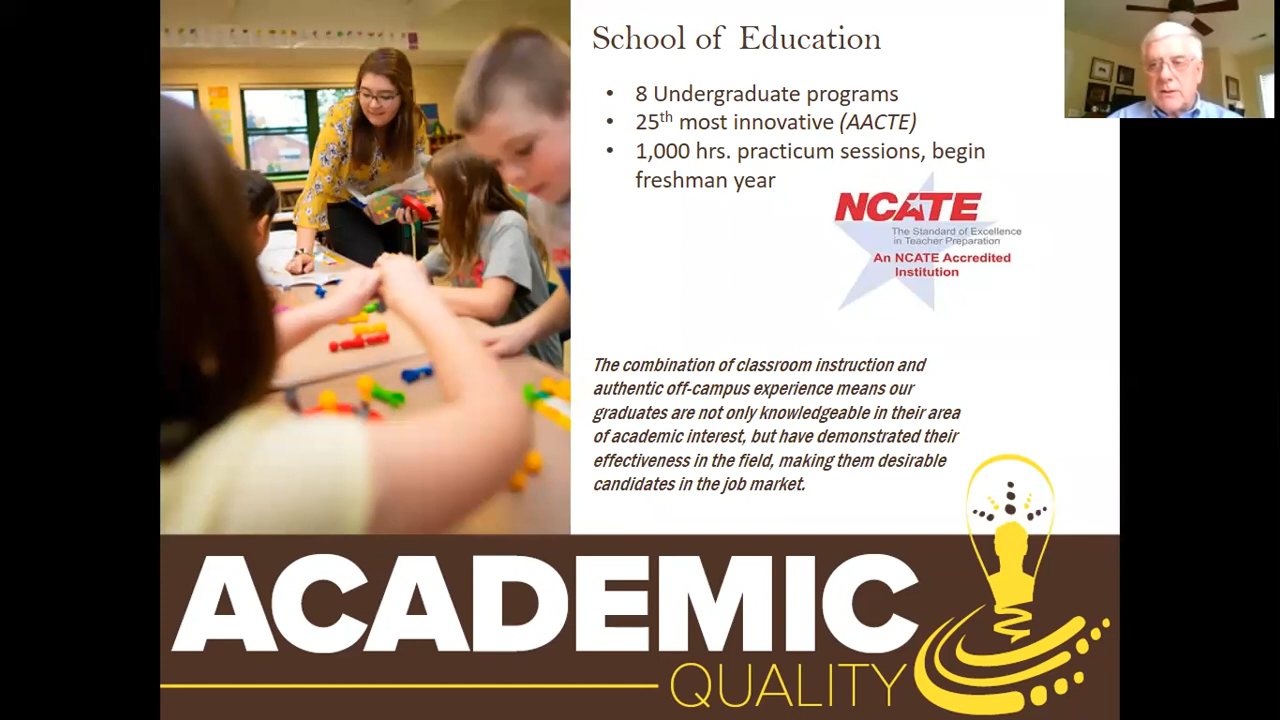 School of Education
• 8 Undergraduate programs
• 25th most innovative (AACTE)
• 1,000 hrs. practicum sessions, begin
freshman year
NCATE
The Standard of Excellence
in Teacher Preparation
An NCATE Accredited
Institution
The combination of classroom instruction and
authentic off-campus experience means our
graduates are not only knowledgeable in their area
of academic interest, but have demonstrated their
effectiveness in the field, making them desirable
candidates in the job market.
ACADEMIC
QUALITY